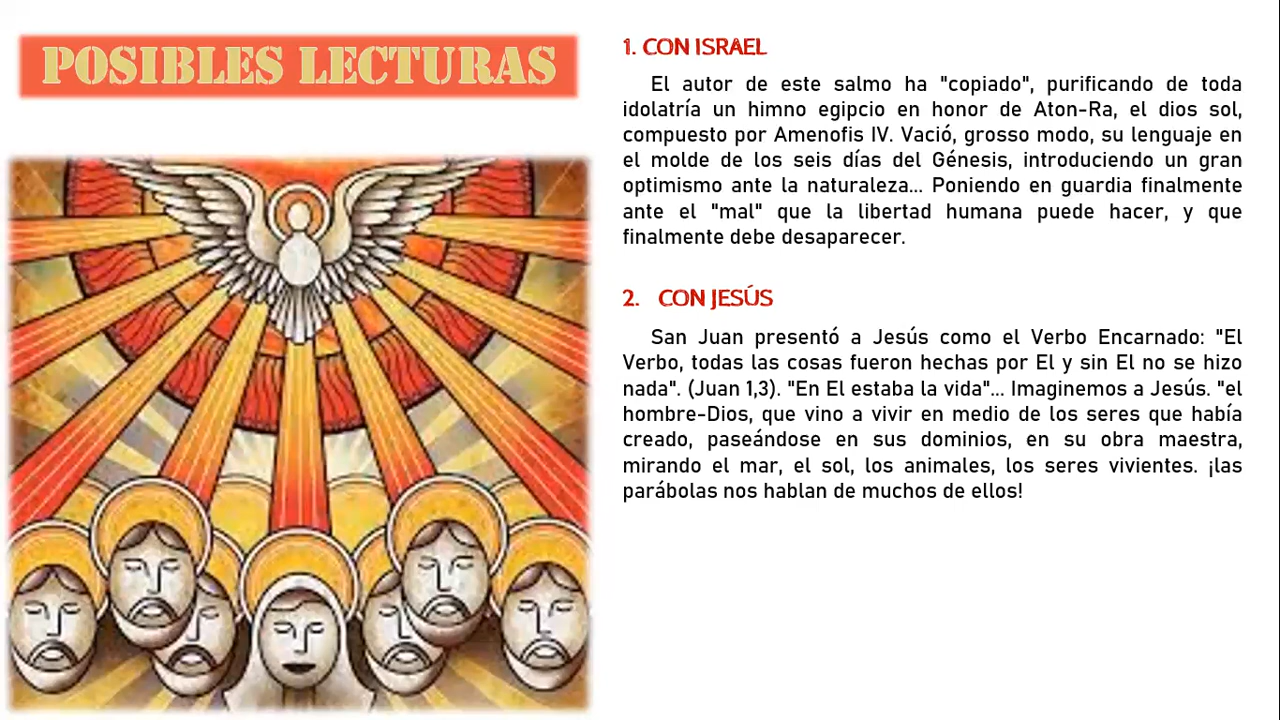 POSIBLES LECTURAS
1. CON ISRAEL
El autor de este salmo ha "copiado", purificando de toda
idolatría un himno egipcio en honor de Aton-Ra, el dios sol,
compuesto por Amenofis IV. Vació, grosso modo, su lenguaje en
el molde de los seis días del Génesis, introduciendo un gran
optimismo ante la naturaleza... Poniendo en guardia finalmente
ante el "mal" que la libertad humana puede hacer, y que
finalmente debe desaparecer.
2. CON JESÚS
San Juan presentó a Jesús como el Verbo Encarnado: "El
Verbo, todas las cosas fueron hechas por El y sin El no se hizo
nada". (Juan 1,3). "En El estaba la vida"... Imaginemos a Jesús. "el
hombre-Dios, que vino a vivir en medio de los seres que había
creado, paseándose en sus dominios, en su obra maestra,
mirando el mar, el sol, los animales, los seres vivientes. ¡las
parábolas nos hablan de muchos de ellos!